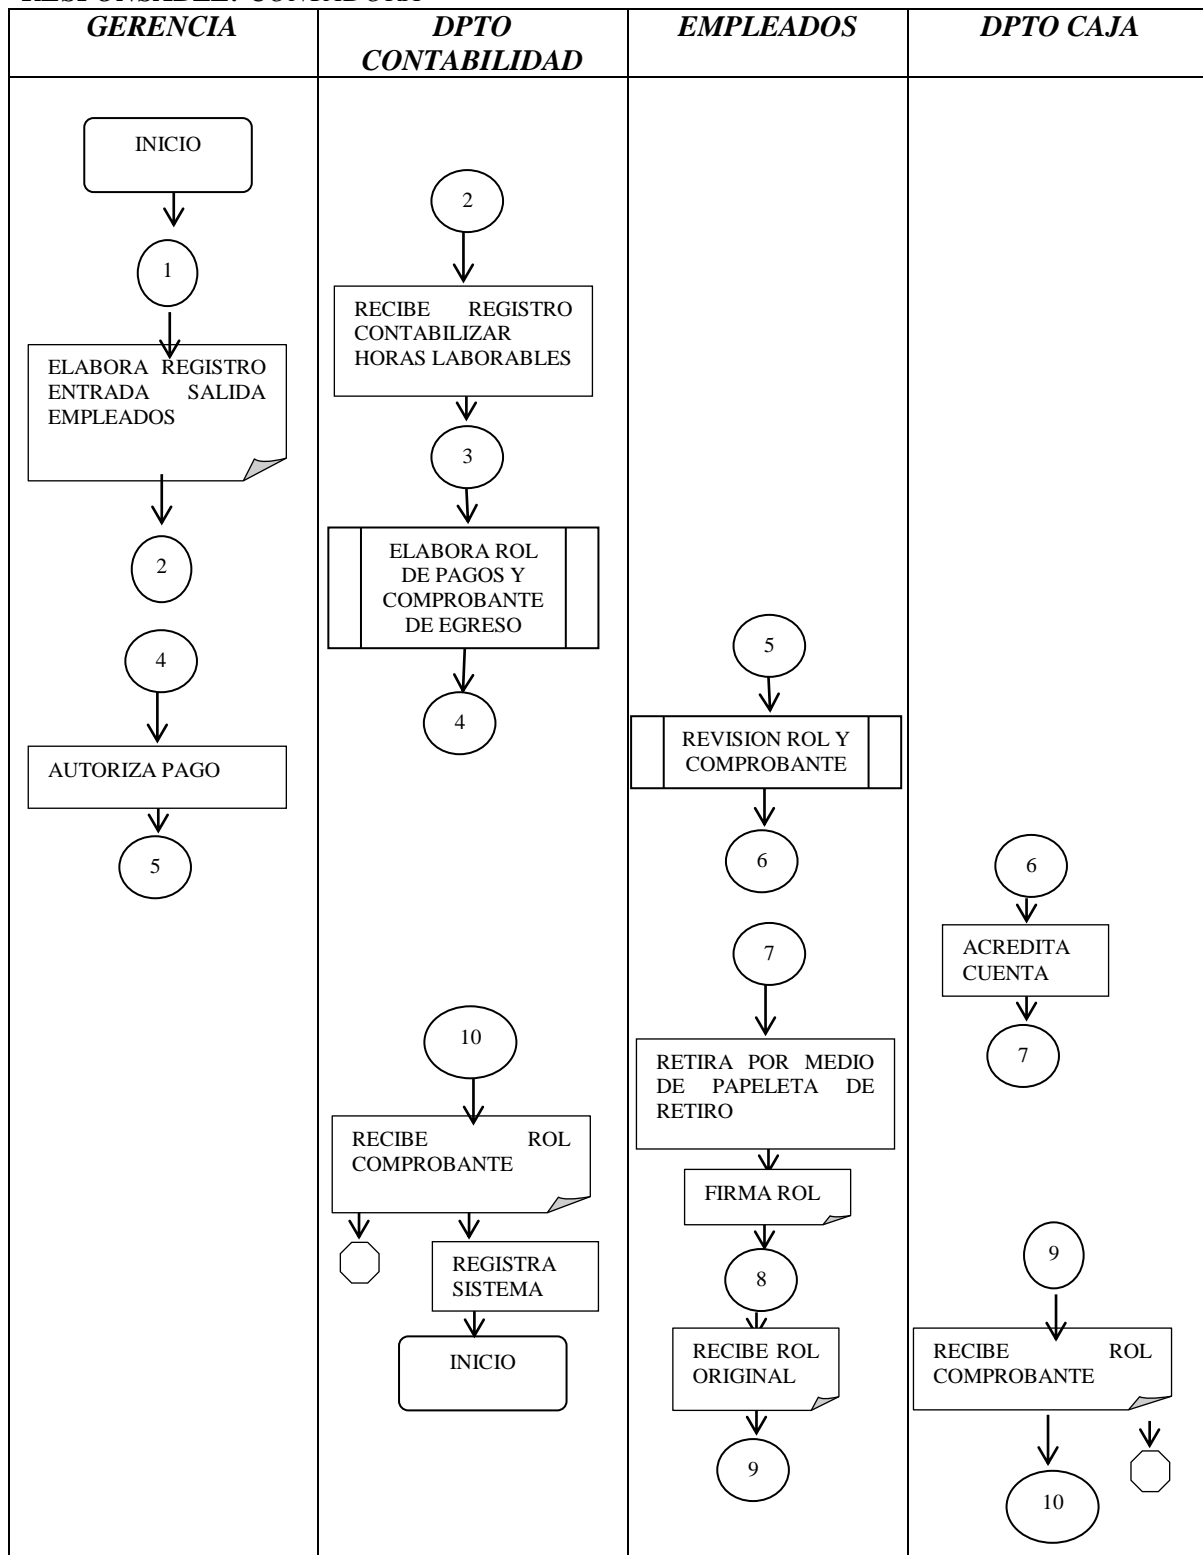 RESPONSABLE: CONTADORA
GERENCIA
DPTO
CONTABILIDAD
EMPLEADOS
DPTO CAJA
INICIO
1
ELABORA REGISTRO
ENTRADA SALIDA
EMPLEADOS
2
4
AUTORIZA PAGO
5
2
RECIBE REGISTRO
CONTABILIZAR
HORAS LABORABLES
3
ELABORA ROL
DE PAGOS Y
COMPROBANTE
DE EGRESO
4
10
RECIBE ROL
COMPROBANTE
REGISTRA
SISTEMA
INICIO
5
REVISION ROL Y
COMPROBANTE
6
7
RETIRA POR MEDIO
DE PAPELETA DE
RETIRO
FIRMA ROL
8
RECIBE ROL
ORIGINAL
9
6
ACREDITA
CUENTA
7
9
RECIBE ROL
COMPROBANTE
10